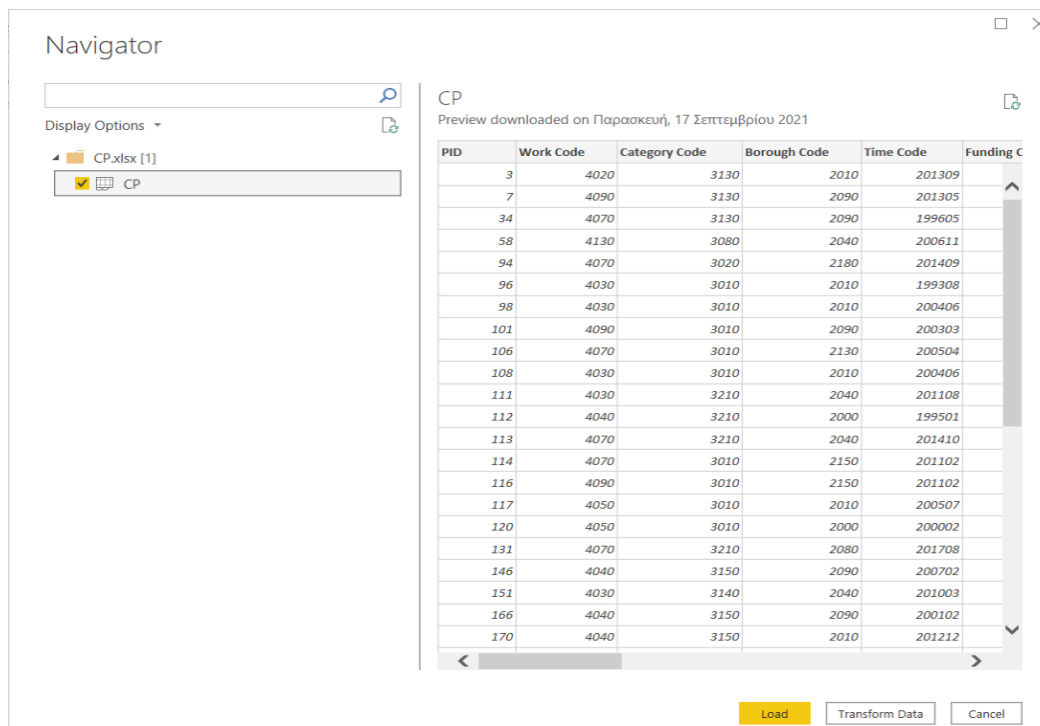 Navigator
Display Options
CP.xlsx [1]
CP
CP
Preview downloaded on Παρασκευή, 17 Σεπτεμβρίου 2021
PID Work Code Category Code Borough Code Time Code Funding C
3 4020 3130 2010 201309
7 4090 3130 2090 201305
34 4070 3130 2090 199605
58 4130 3080 2040 200611
94 4070 3020 2180 201409
96 4030 3010 2010 199308
98 4030 3010 2010 200406
101 4090 3010 2090 200303
106 4070 3010 2130 200504
108 4030 3010 2010 200406
111 4030 3210 2040 201108
112 4040 3210 2000 199501
113 4070 3210 2040 201410
114 4070 3010 2150 201102
116 4090 3010 2150 201102
117 4050 3010 2010 200507
120 4050 3010 2000 200002
131 4070 3210 2080 201708
146 4040 3150 2090 200702
151 4030 3140 2040 201003
166 4040 3150 2090 200102
170 4040 3150 2010 201212
Load Transform Data Cancel